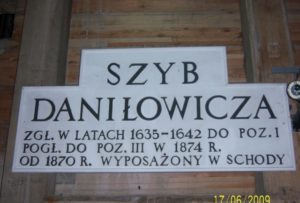 SZYB
DANIŁOWICZA
ZGŁ. W LATACH 1635-1642 DO POZ. I
POGŁ. DO POZ. III W 1874 R.
OD 1870 R. WYPOSAŻONY W SCHODY
17/06/2009